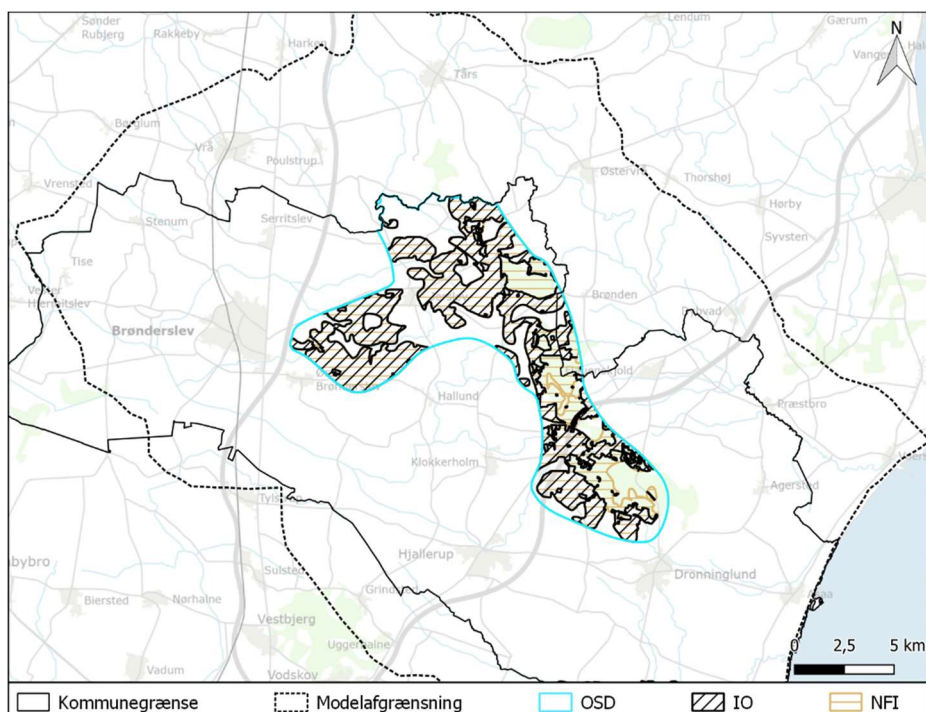 Sønder
Rubjerg
Rakkeby
Harken
Lendum
Gærum
N
Tårs
Børglum
Vrå
Poulstrup
Østervrå
Thorshøj
Vrensted
Stenum
Serritslev
Hørby
Syvsten
Tise
Brønden
Brønderslev
Hallund
Præstbro
Klokkerholm
Agersted
Tylstrup
Hjallerup
Sulsted
Dronninglund
Biersted
Nørhalne
Vestbjerg
Vadum
Vodskov
0 2,5 5 km
Kommunegrænse Modelafgrænsning OSD IO NFI